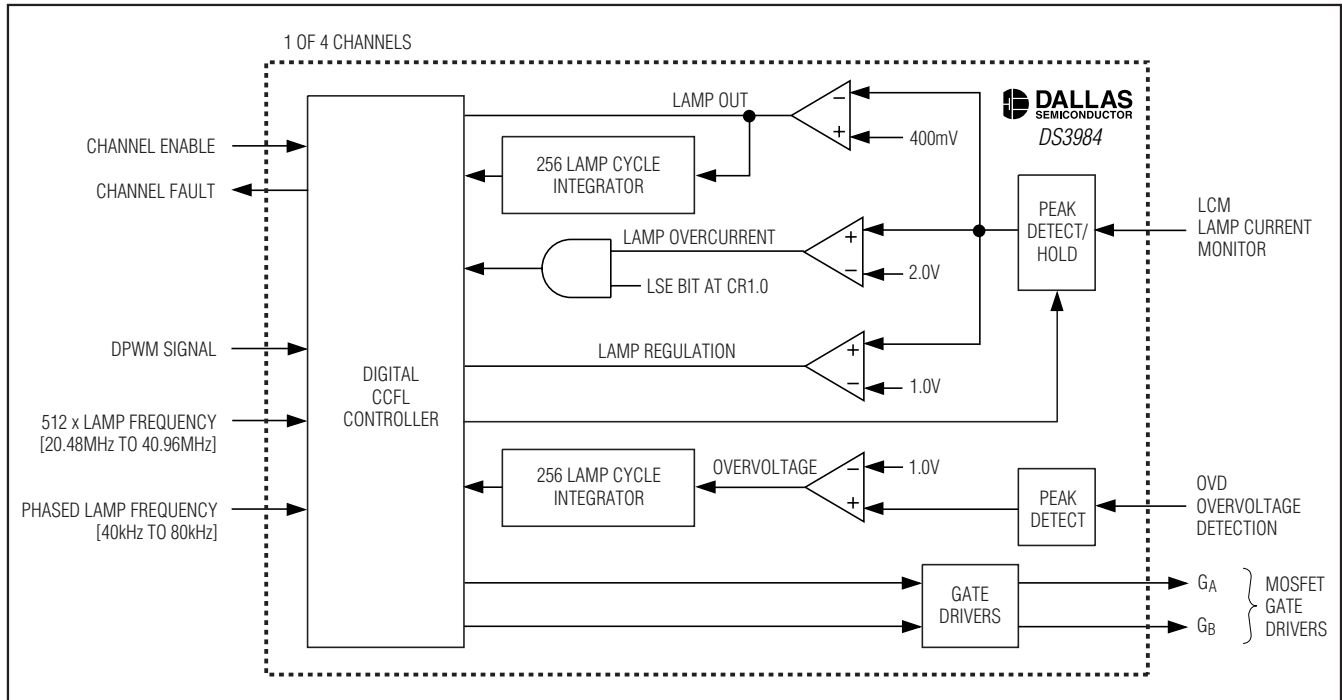 1 OF 4 CHANNELS
DALLAS
SEMICONDUCTOR
DS3984
CHANNEL ENABLE
CHANNEL FAULT
DPWM SIGNAL
512 x LAMP FREQUENCY
[20.48MHz TO 40.96MHz]
PHASED LAMP FREQUENCY
[40kHz TO 80kHz]
DIGITAL
CCFL
CONTROLLER
LAMP OUT
−
+
400mV
256 LAMP CYCLE
INTEGRATOR
LAMP OVERCURRENT
+
−
2.0V
LSE BIT AT CR1.0
PEAK
DETECT/
HOLD
LCM
LAMP CURRENT
MONITOR
LAMP REGULATION
+
−
1.0V
256 LAMP CYCLE
INTEGRATOR
OVERVOLTAGE
−
+
1.0V
PEAK
DETECT
OVD
OVERVOLTAGE
DETECTION
GATE
DRIVERS
GA
GB
MOSFET
GATE
DRIVERS